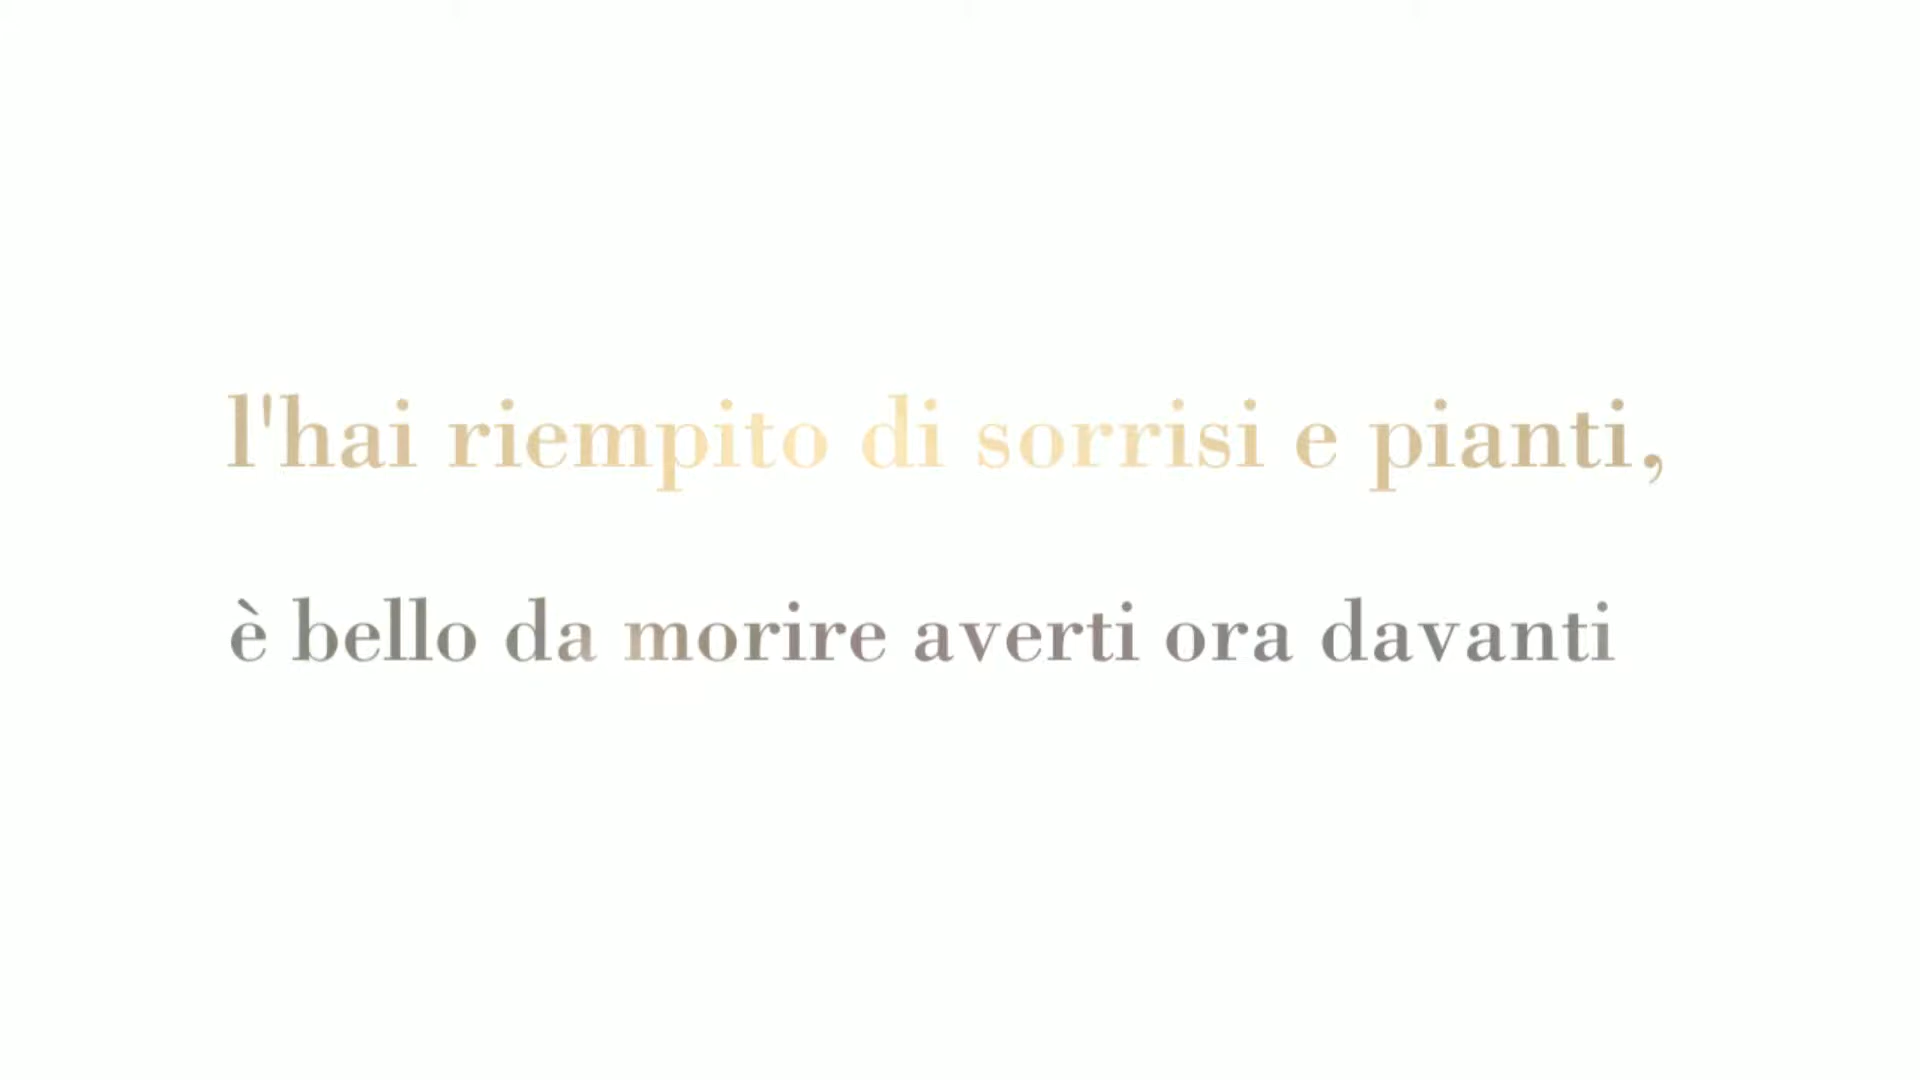 l'hai riempito di sorrisi e pianti,
è bello da morire averti ora davanti